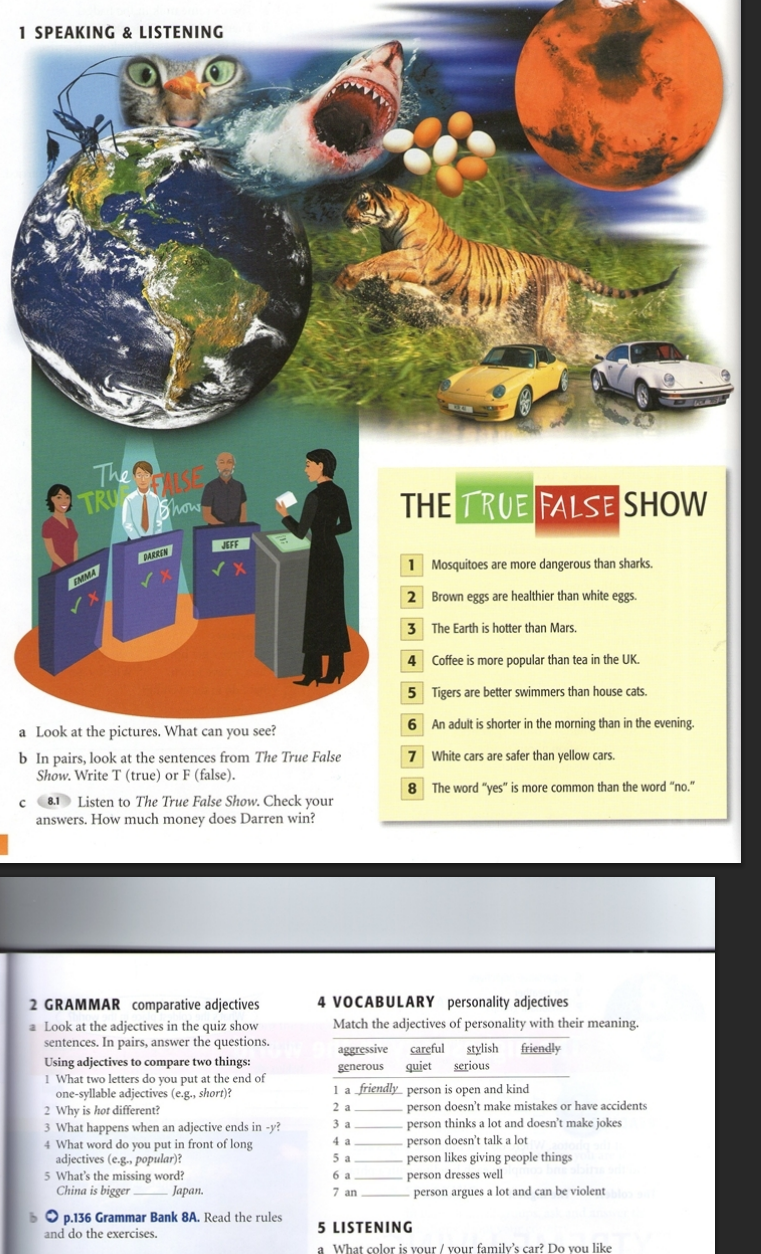 1 SPEAKING & LISTENING
The
TRUE FALSE
Show
EMMA
DARREN
JEFF
THE TRUE FALSE SHOW
1 Mosquitoes are more dangerous than sharks.
2 Brown eggs are healthier than white eggs.
3 The Earth is hotter than Mars.
4 Coffee is more popular than tea in the UK.
5 Tigers are better swimmers than house cats.
6 An adult is shorter in the morning than in the evening.
7 White cars are safer than yellow cars.
8 The word “yes” is more common than the word “no.”
a Look at the pictures. What can you see?
b In pairs, look at the sentences from The True False
Show. Write T (true) or F (false).
c 8.1 Listen to The True False Show. Check your
answers. How much money does Darren win?
2 GRAMMAR comparative adjectives
a Look at the adjectives in the quiz show
sentences. In pairs, answer the questions.
Using adjectives to compare two things:
1 What two letters do you put at the end of
one-syllable adjectives (e.g., short)?
2 Why is hot different?
3 What happens when an adjective ends in -y?
4 What word do you put in front of long
adjectives (e.g., popular)?
5 What's the missing word?
China is bigger ______ Japan.
b p.136 Grammar Bank 8A. Read the rules
and do the exercises.
4 VOCABULARY personality adjectives
Match the adjectives of personality with their meaning.
aggressive careful stylish friendly
generous quiet serious
1 a friendly person is open and kind
2 a ______ person doesn't make mistakes or have accidents
3 a ______ person thinks a lot and doesn't make jokes
4 a ______ person doesn't talk a lot
5 a ______ person likes giving people things
6 a ______ person dresses well
7 an ______ person argues a lot and can be violent
5 LISTENING
a What color is your / your family's car? Do you like